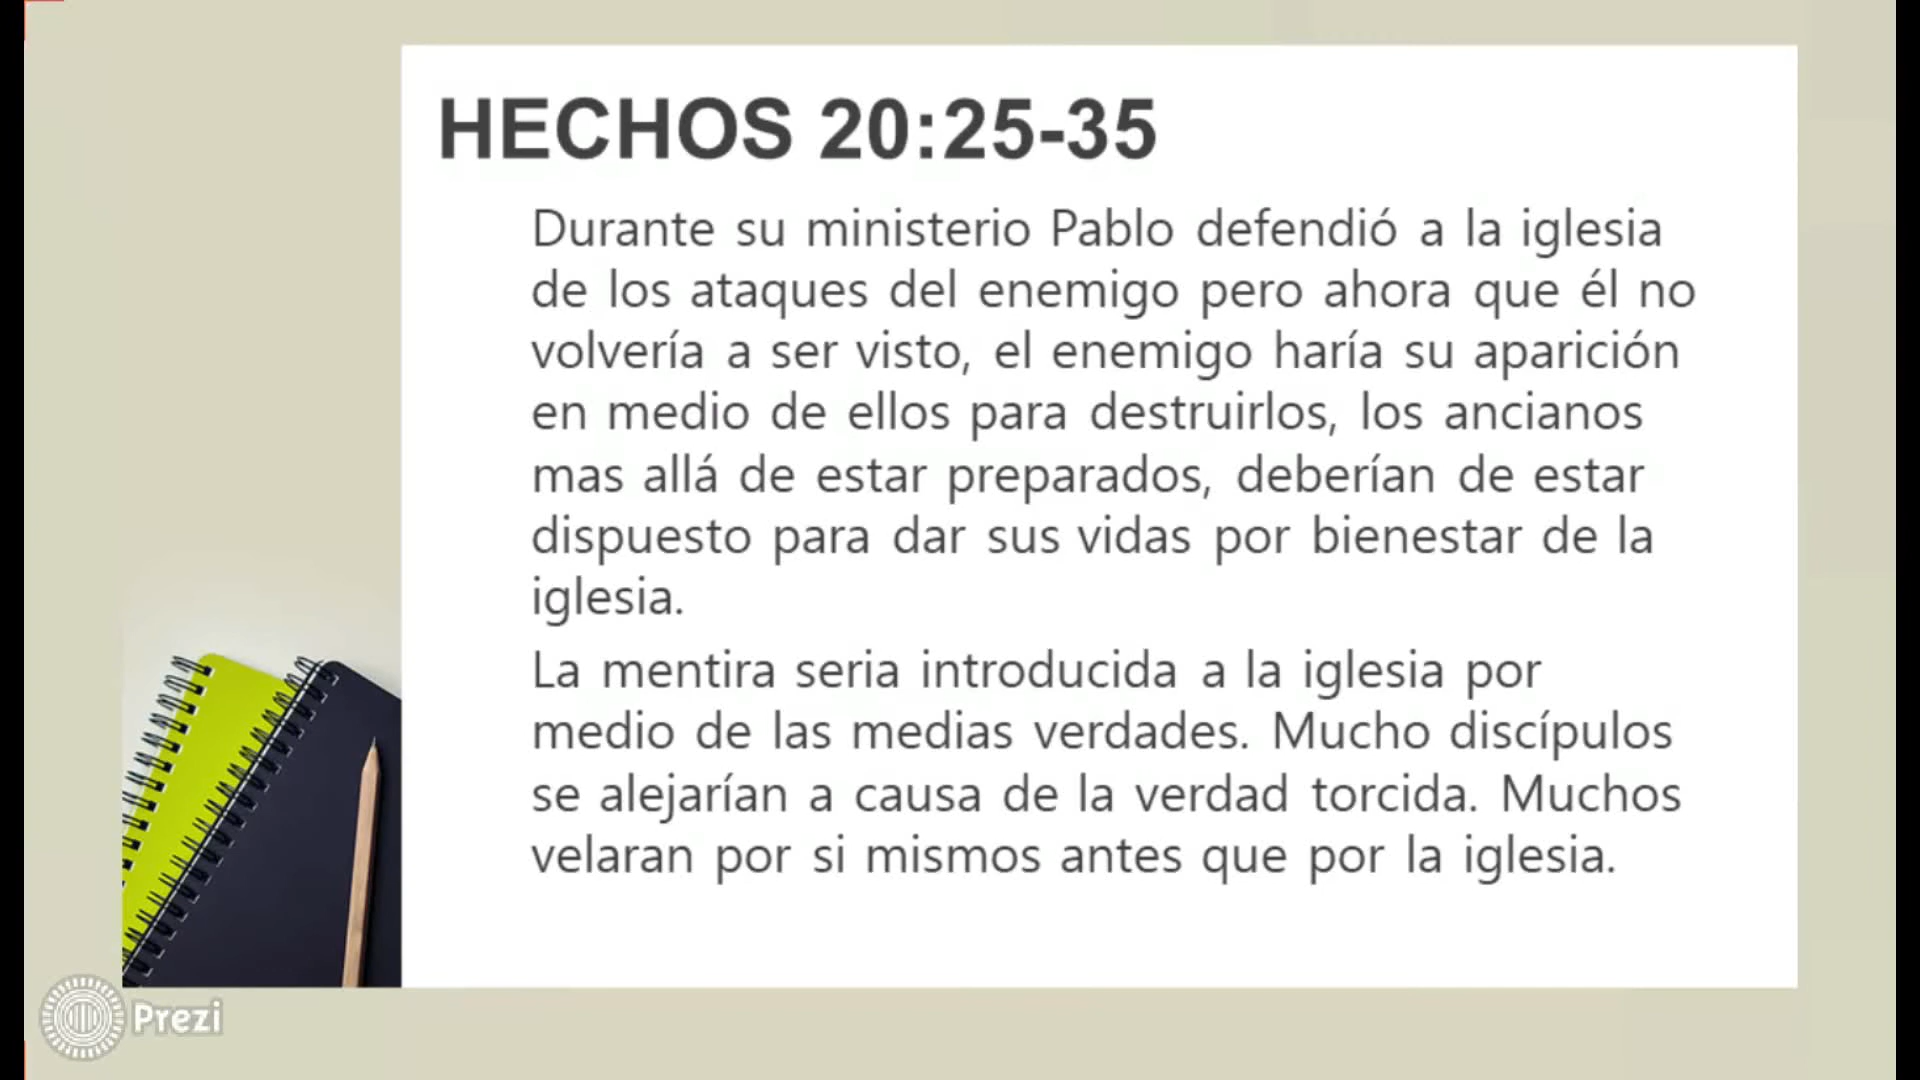 HECHOS 20:25-35
Durante su ministerio Pablo defendió a la iglesia
de los ataques del enemigo pero ahora que él no
volvería a ser visto, el enemigo haría su aparición
en medio de ellos para destruirlos, los ancianos
mas allá de estar preparados, deberían de estar
dispuesto para dar sus vidas por bienestar de la
iglesia.
La mentira seria introducida a la iglesia por
medio de las medias verdades. Mucho discípulos
se alejarían a causa de la verdad torcida. Muchos
velaran por si mismos antes que por la iglesia.
Prezi